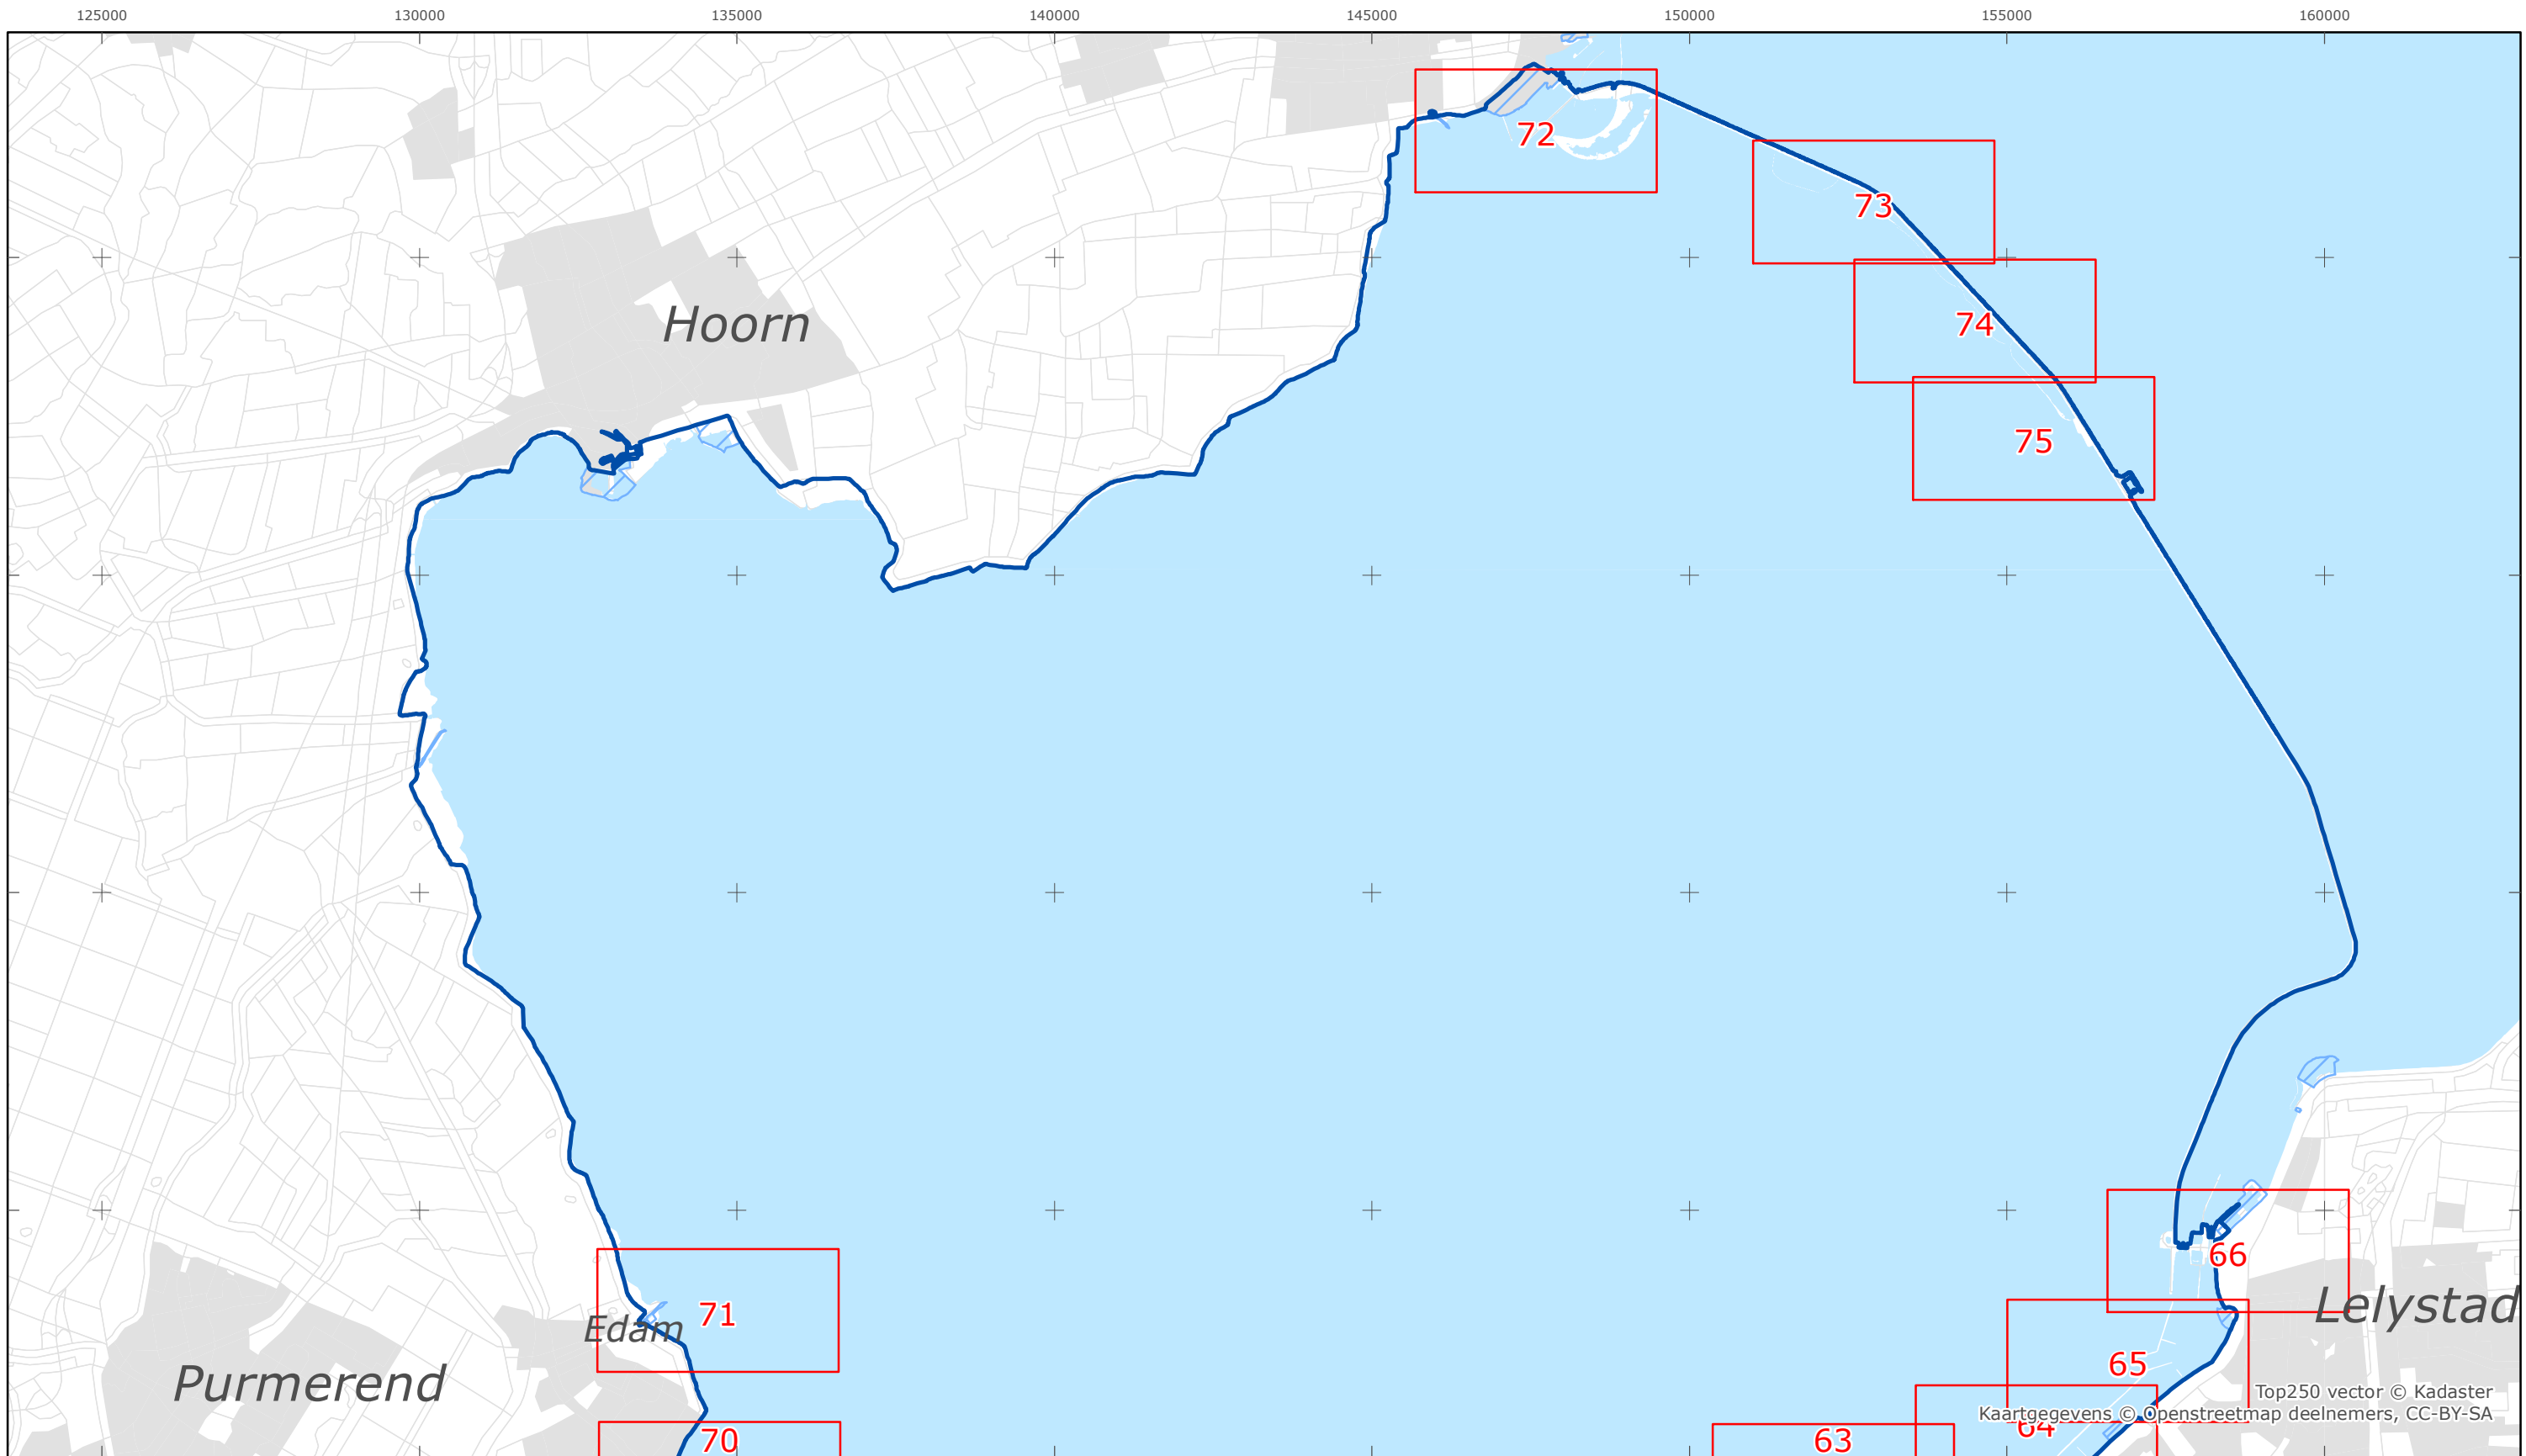 125000 130000 135000 140000 145000 150000 155000 160000
72
73
74
Hoorn
75
66
71
Edam
Lelystad
65
Purmerend
Top250 vector © Kadaster
Kaartgegevens © Openstreetmap deelnemers, CC-BY-SA
64
70
63